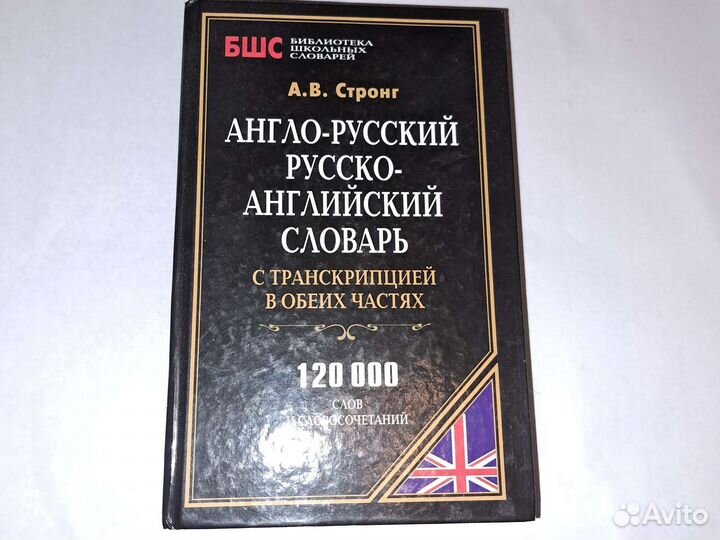 БШС БИБЛИОТЕКА
ШКОЛЬНЫХ
СЛОВАРЕЙ
А.В. Стронг
АНГЛО-РУССКИЙ
РУССКО-
АНГЛИЙСКИЙ
СЛОВАРЬ
С ТРАНСКРИПЦИЕЙ
В ОБЕИХ ЧАСТЯХ
120 000
СЛОВ
И СЛОВОСОЧЕТАНИЙ
Avito